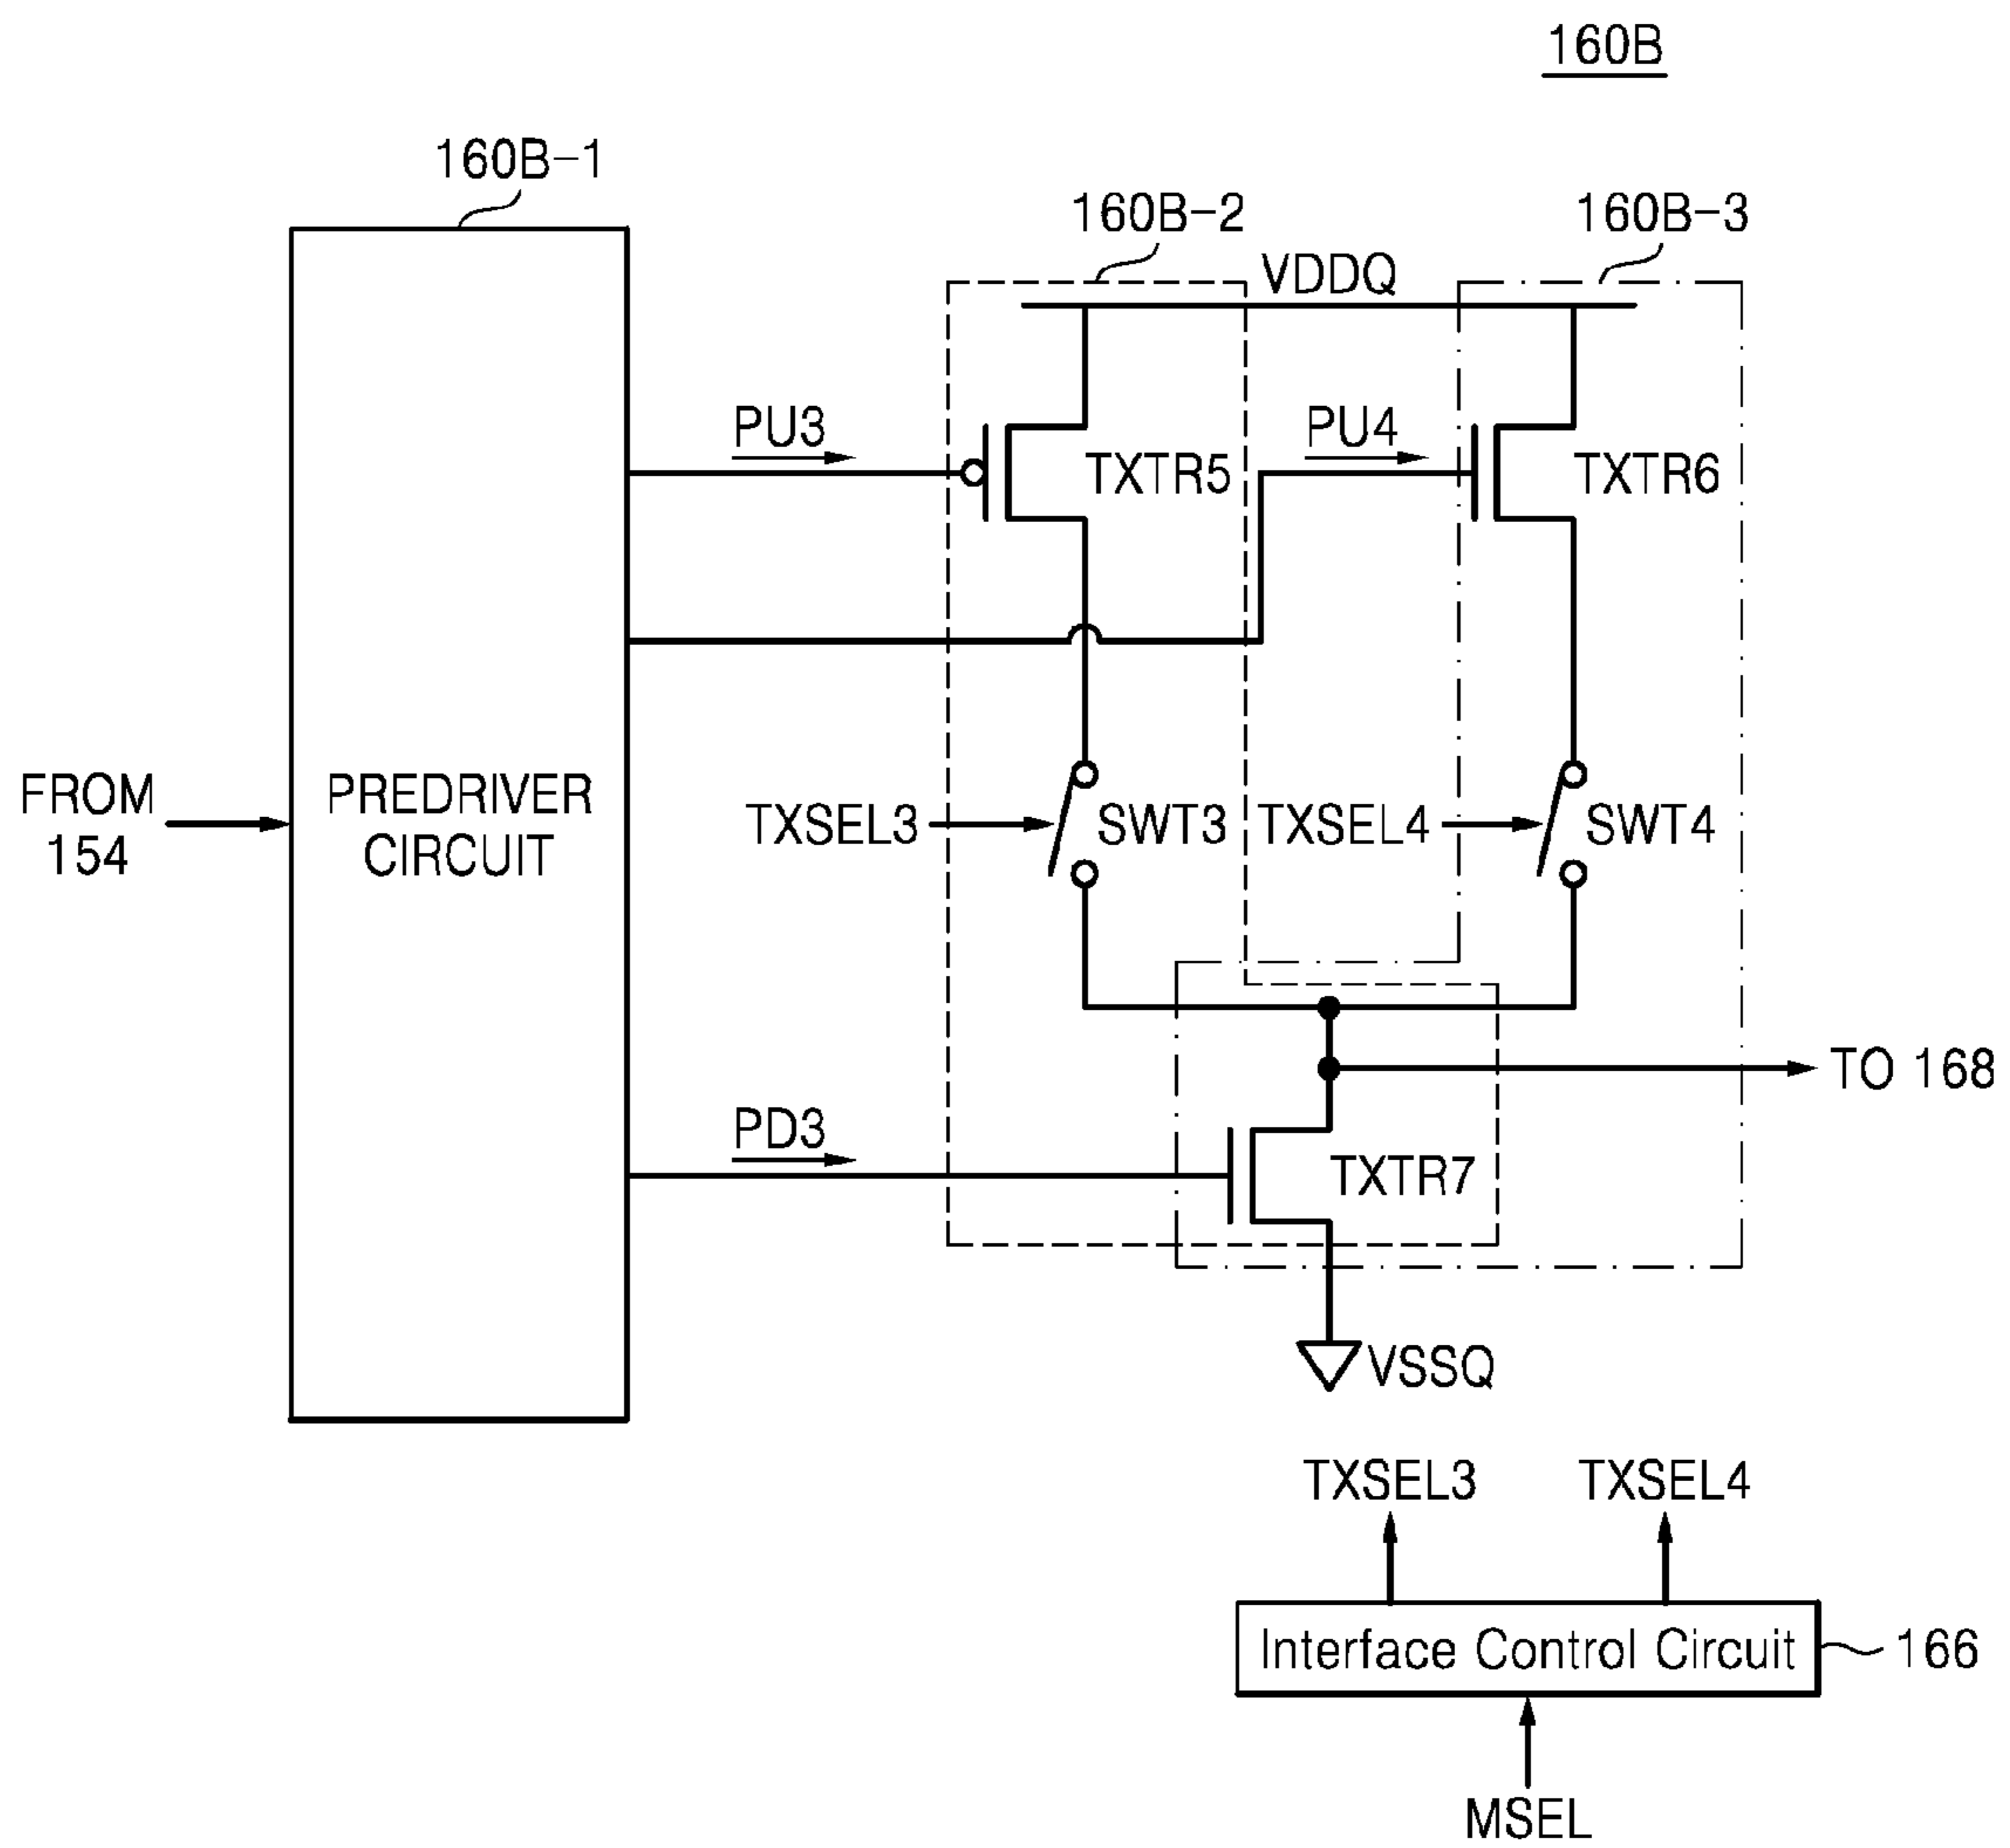 160B
160B-1
160B-2
160B-3
VDDQ
PU3
PU4
TXTR5
TXTR6
FROM
154
PREDRIVER
CIRCUIT
TXSEL3
SWT3
TXSEL4
SWT4
TO 168
PD3
TXTR7
VSSQ
TXSEL3
TXSEL4
Interface Control Circuit
166
MSEL